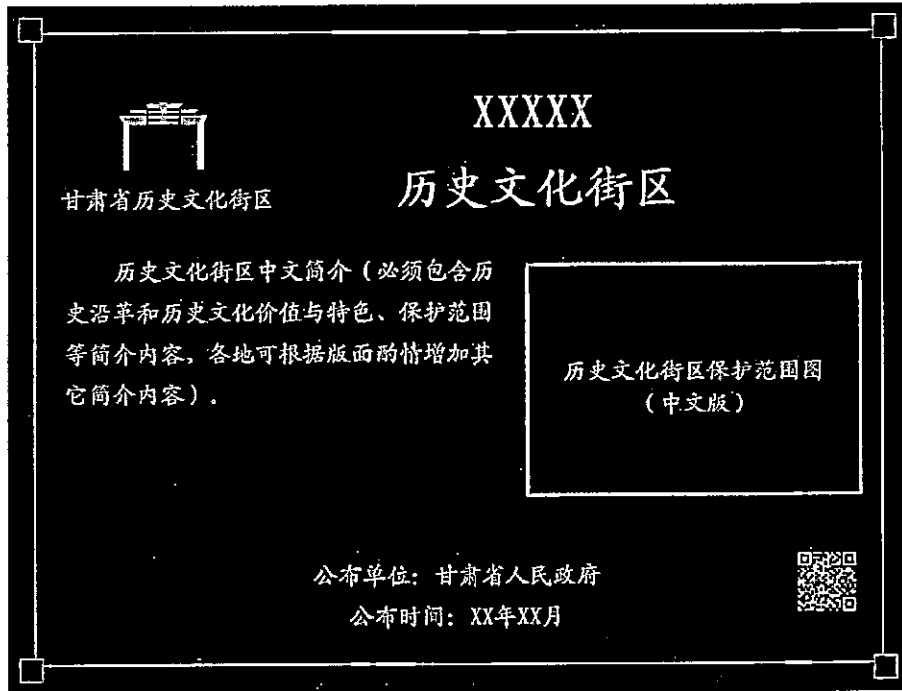 XXXXX
历史文化街区
甘肃省历史文化街区
历史文化街区中文简介（必须包含历
史沿革和历史文化价值与特色、保护范围
等简介内容，各地可根据版面酌情增加其
它简介内容）。
历史文化街区保护范围图
（中文版）
公布单位：甘肃省人民政府
公布时间：XX年XX月